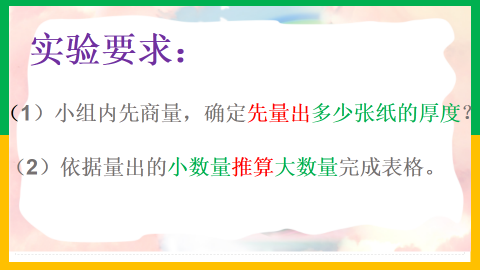 实验要求：
（1）小组内先商量，确定先量出多少张纸的厚度？
（2）依据量出的小数量推算大数量完成表格。